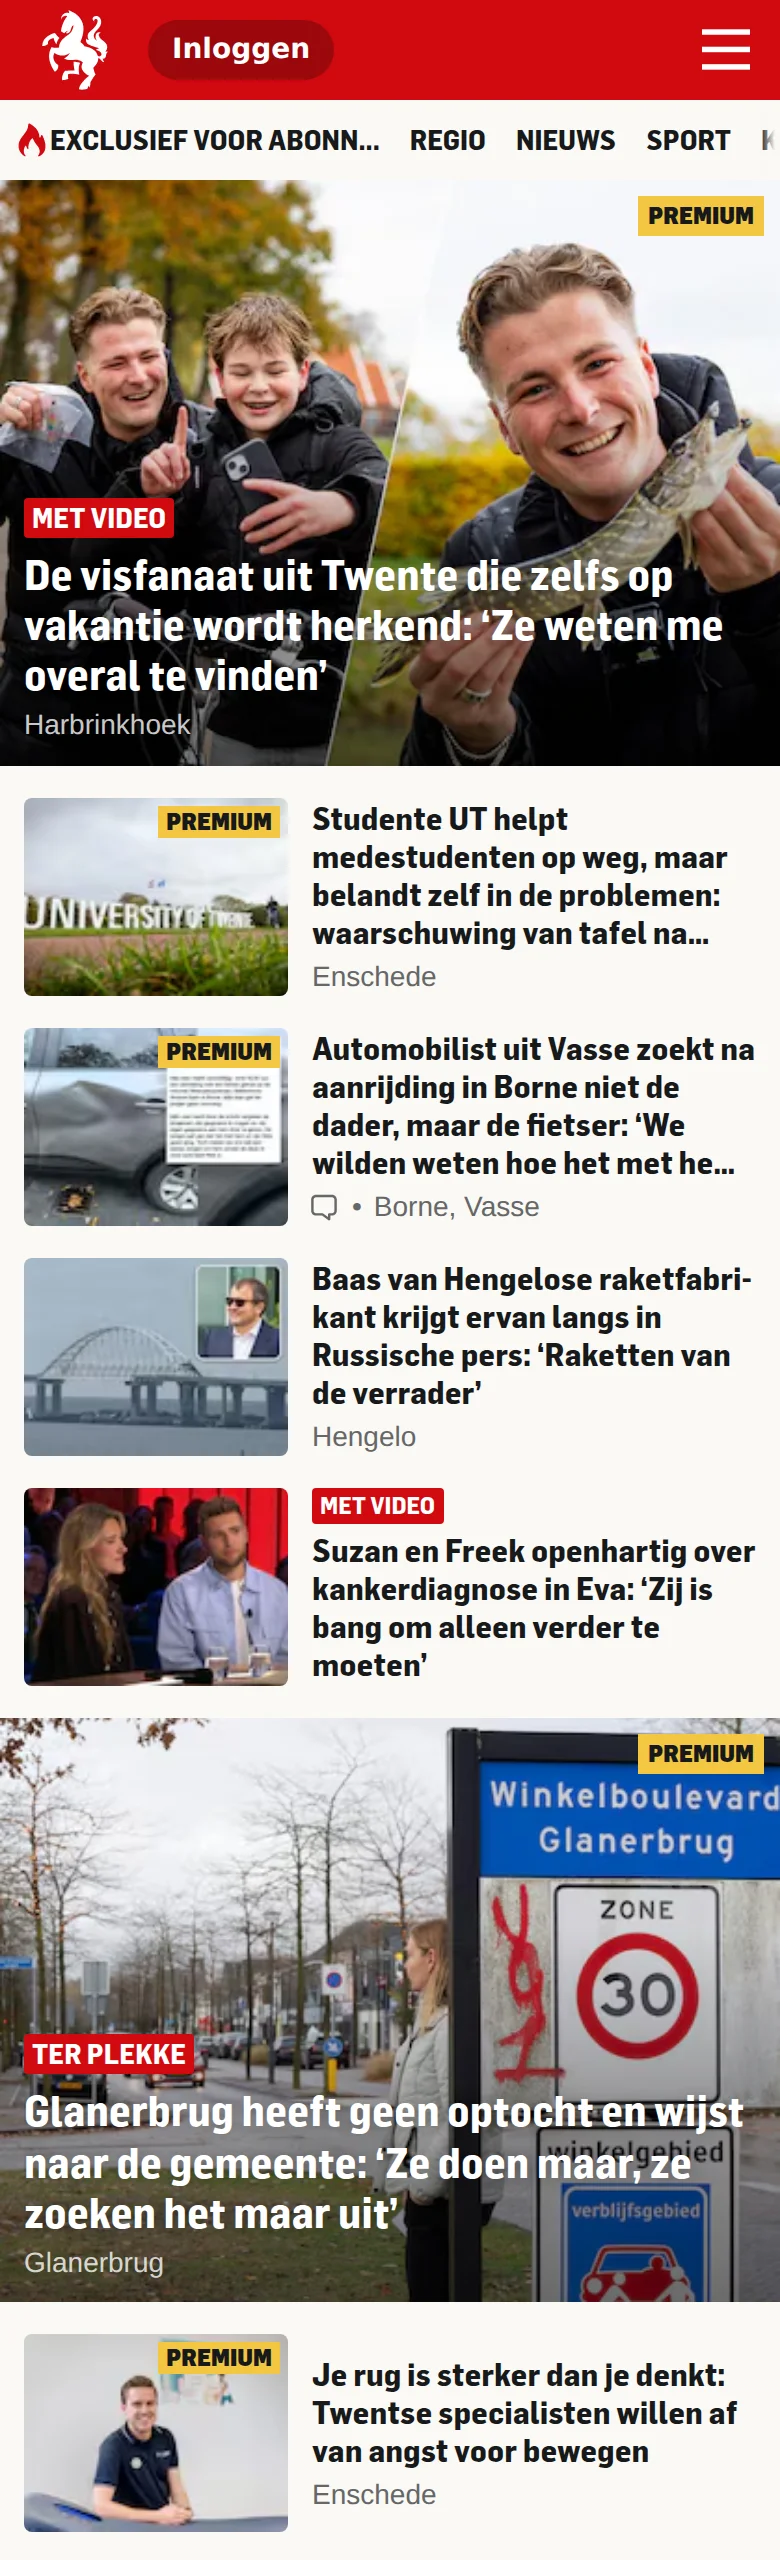 Inloggen
EXCLUSIEF VOOR ABONN... REGIO NIEUWS SPORT
PREMIUM
MET VIDEO
De visfanaat uit Twente die zelfs op
vakantie wordt herkend: ‘Ze weten me
overal te vinden’
Harbrinkhoek
PREMIUM
UNIVERSITY OF TWENTE
Studente UT helpt
medestudenten op weg, maar
belandt zelf in de problemen:
waarschuwing van tafel na...
Enschede
PREMIUM
Automobilist uit Vasse zoekt na
aanrijding in Borne niet de
dader, maar de fietser: ‘We
wilden weten hoe het met he...
• Borne, Vasse
Baas van Hengelose raketfabri-
kant krijgt ervan langs in
Russische pers: ‘Raketten van
de verrader’
Hengelo
MET VIDEO
Suzan en Freek openhartig over
kankerdiagnose in Eva: ‘Zij is
bang om alleen verder te
moeten’
PREMIUM
Winkelboulevard
Glanerbrug
ZONE
30
winkelgebied
verblijfsgebied
TER PLEKKE
Glanerbrug heeft geen optocht en wijst
naar de gemeente: ‘Ze doen maar, ze
zoeken het maar uit’
Glanerbrug
PREMIUM
Je rug is sterker dan je denkt:
Twentse specialisten willen af
van angst voor bewegen
Enschede